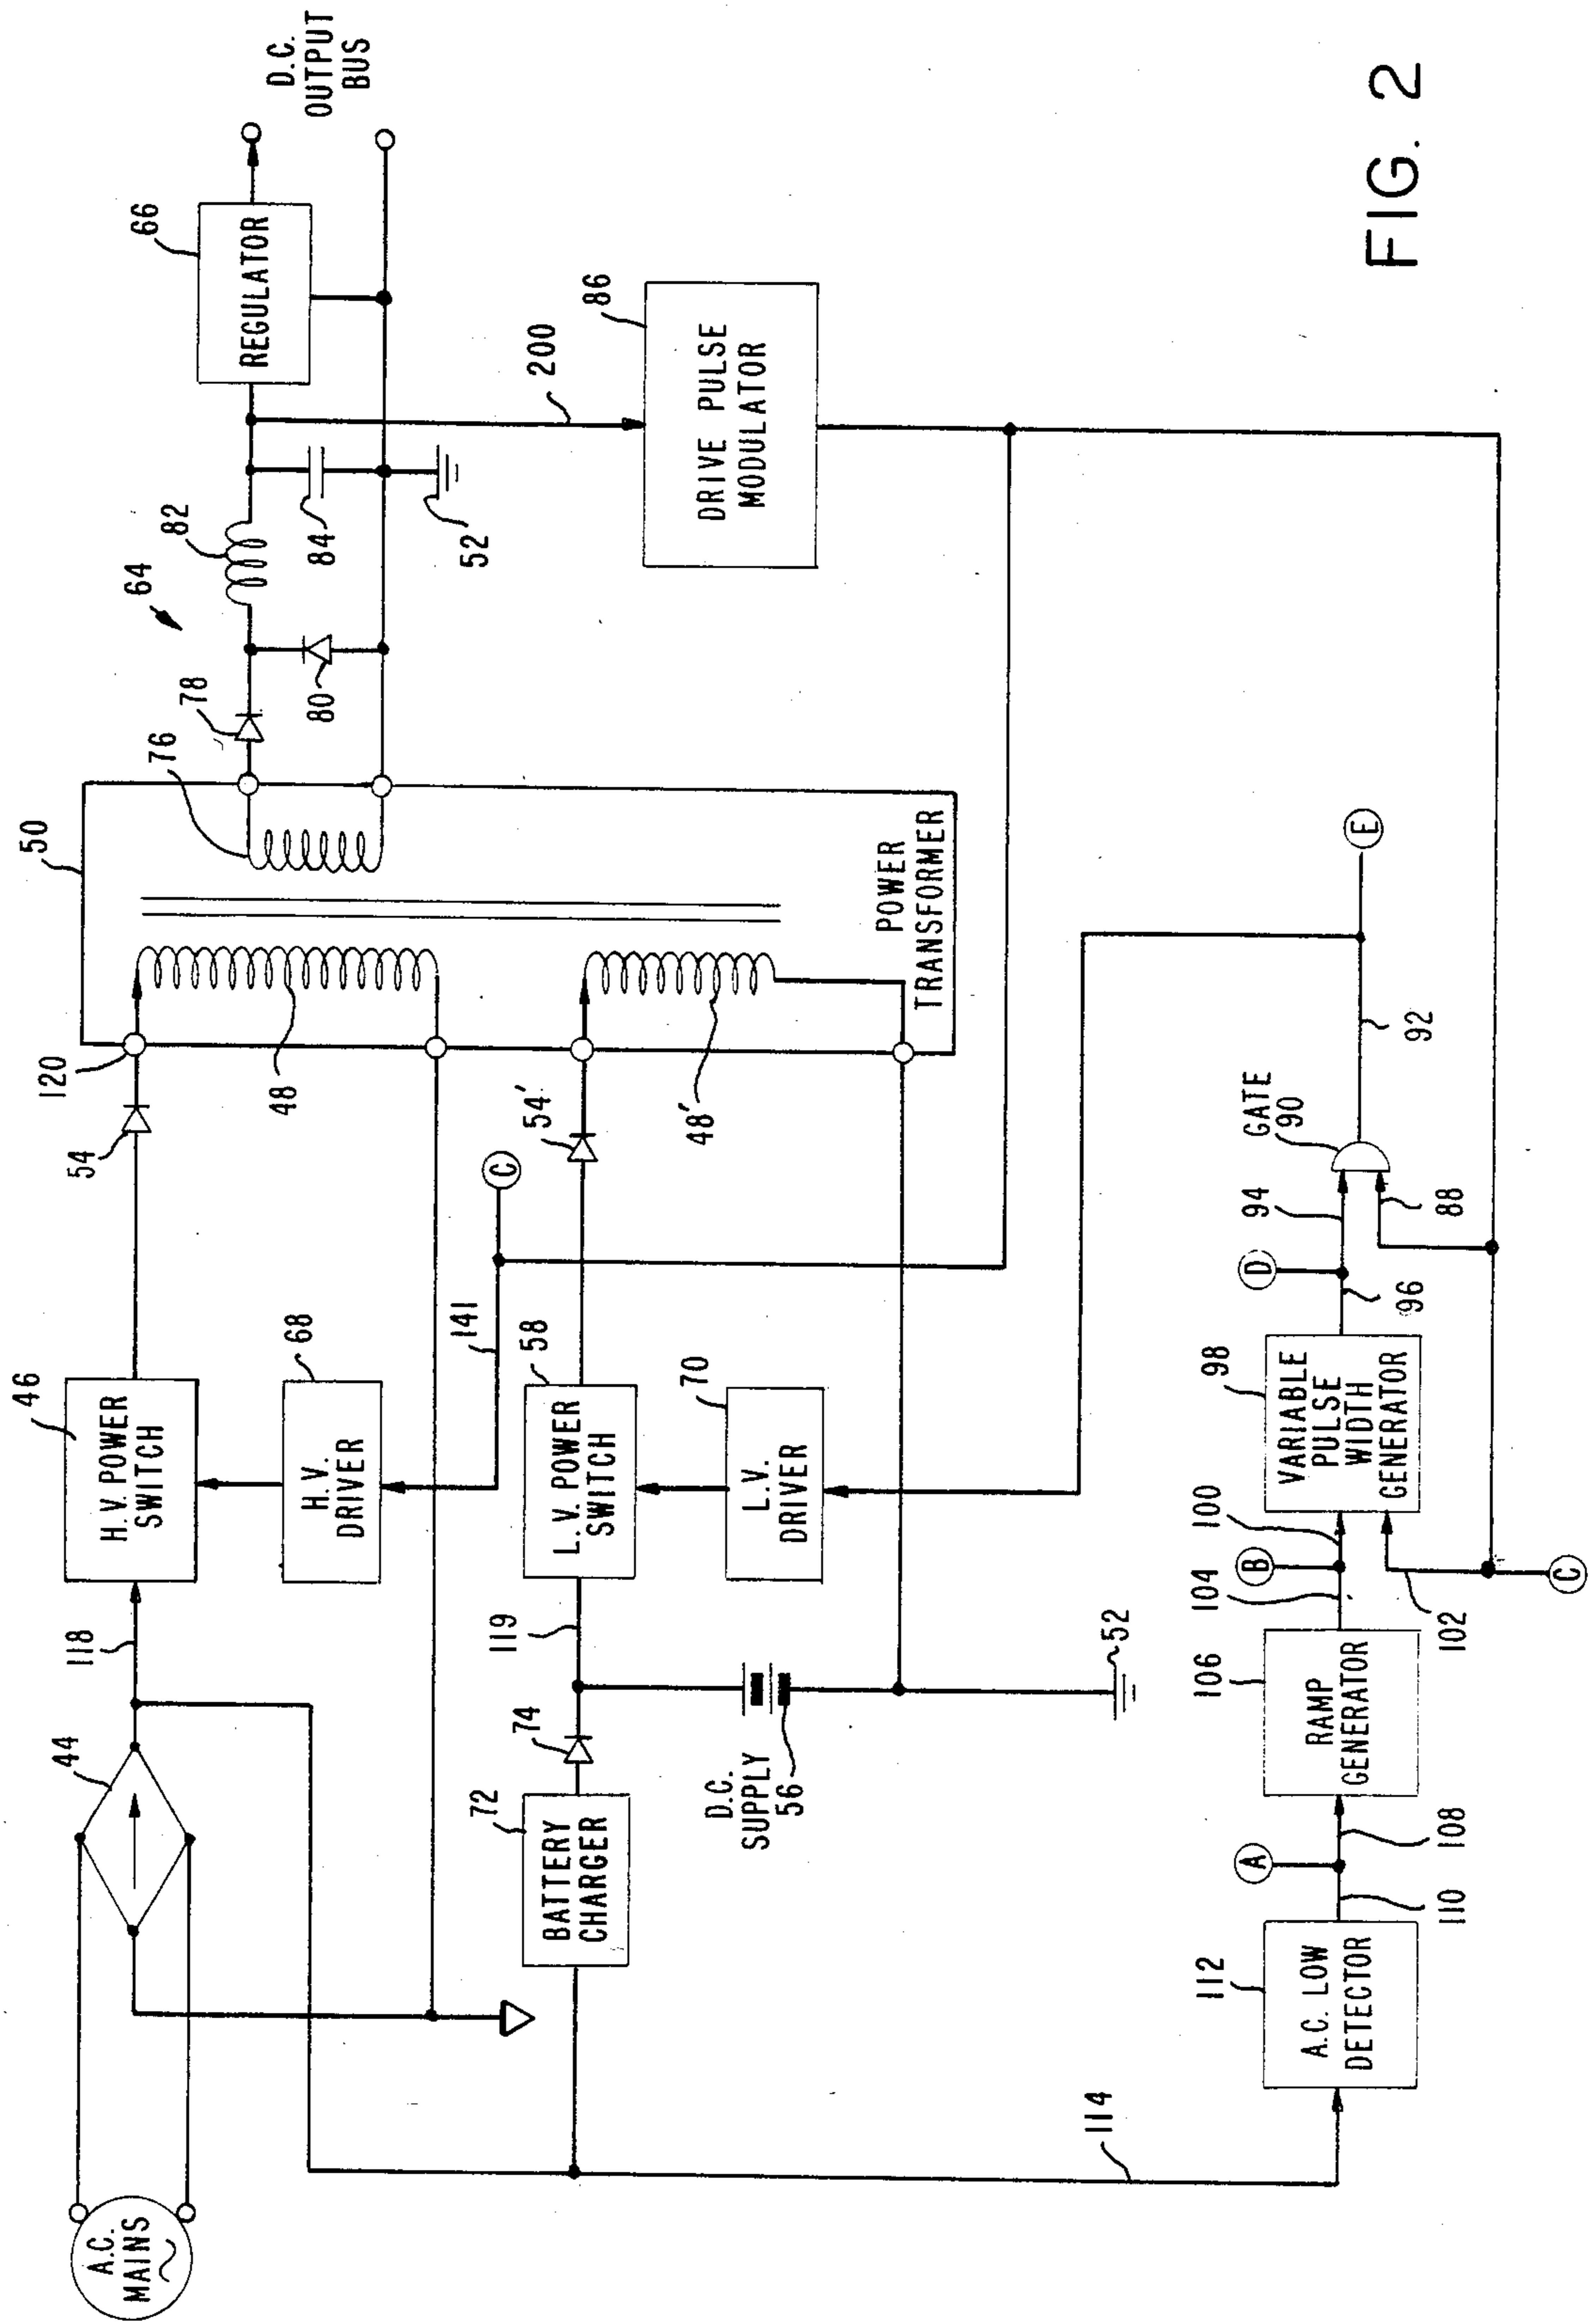 A.C.
MAINS
44
118
46
H.V. POWER
SWITCH
54
120
50
76
78
64
82
66
REGULATOR
D.C.
OUTPUT
BUS
68
H.V.
DRIVER
48
80
84
52
200
141
C
72
BATTERY
CHARGER
74
119
58
L.V. POWER
SWITCH
54'
48'
POWER
TRANSFORMER
86
DRIVE PULSE
MODULATOR
D.C.
SUPPLY
56
70
L.V.
DRIVER
52
114
112
A.C. LOW
DETECTOR
110
A
108
106
RAMP
GENERATOR
104
B
100
102
C
98
VARIABLE
PULSE
WIDTH
GENERATOR
96
D
94
88
GATE
90
92
E
FIG. 2